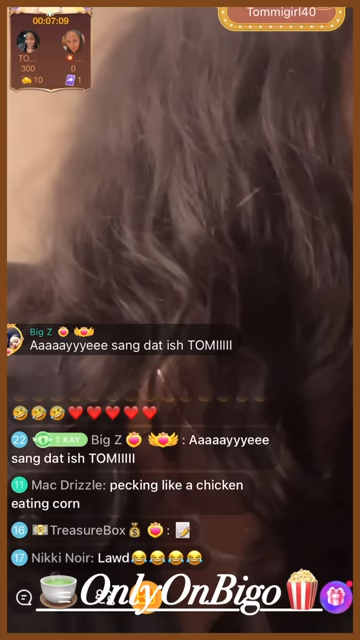 Tommigirl40
00:07:09
TO...
...
300
0
10
1
Big Z
Aaaaayyyeee sang dat ish TOMIIIII
22 1 KAY Big Z : Aaaaayyyeee
sang dat ish TOMIIIII
11 Mac Drizzle: pecking like a chicken
eating corn
16 TreasureBox :
17 Nikki Noir: Lawd
OnlyOnBigo